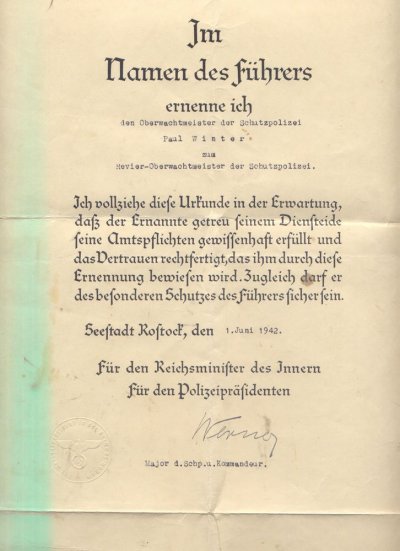 Im
Namen des Führers
ernenne ich
den Oberwachtmeister der Schutzpolizei
Paul Winter
zum
Revier-Oberwachtmeister der Schutzpolizei.
Ich vollziehe diese Urkunde in der Erwartung,
daß der Ernannte getreu seinem Diensteide
seine Amtspflichten gewissenhaft erfüllt und
das Vertrauen rechtfertigt, das ihm durch diese
Ernennung bewiesen wird. Zugleich darf er
des besonderen Schutzes des Führers sicher sein.
Seestadt Rostock, den 1.Juni 1942.
Für den Reichsminister des Innern
Für den Polizeipräsidenten
Werner
Major d.Schp.u.Kommandeur.